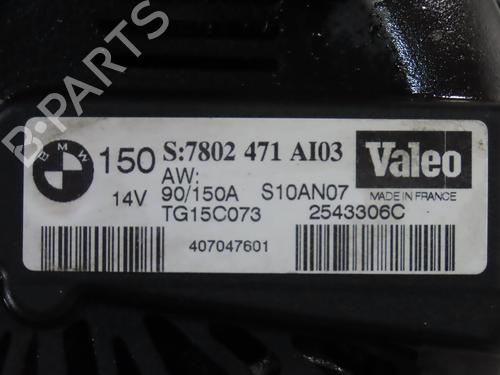 B-PARTS
BMW
150 S:7802 471 AI03
Valeo
AW:
14V 90/150A S10AN07
MADE IN FRANCE
TG15C073 2543306C
407047601